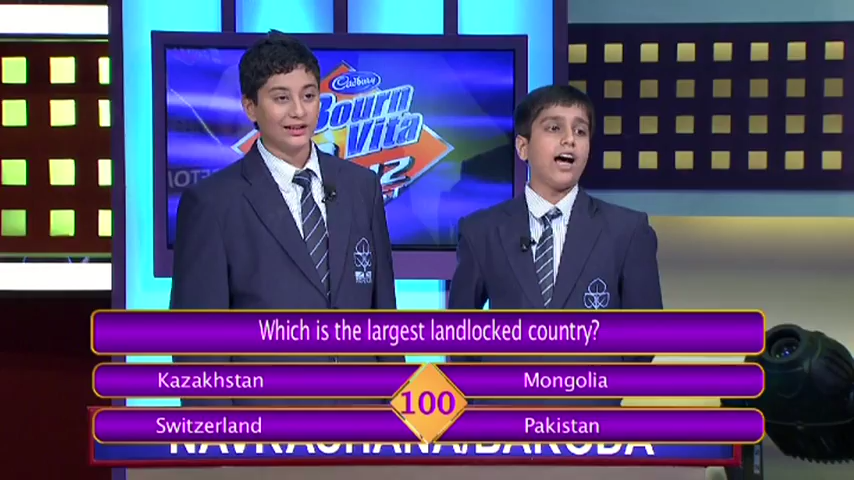 Cadbury
Bourn
Vita
Which is the largest landlocked country?
Kazakhstan
Mongolia
100
Switzerland
Pakistan
NAVRACHANA/BARODA